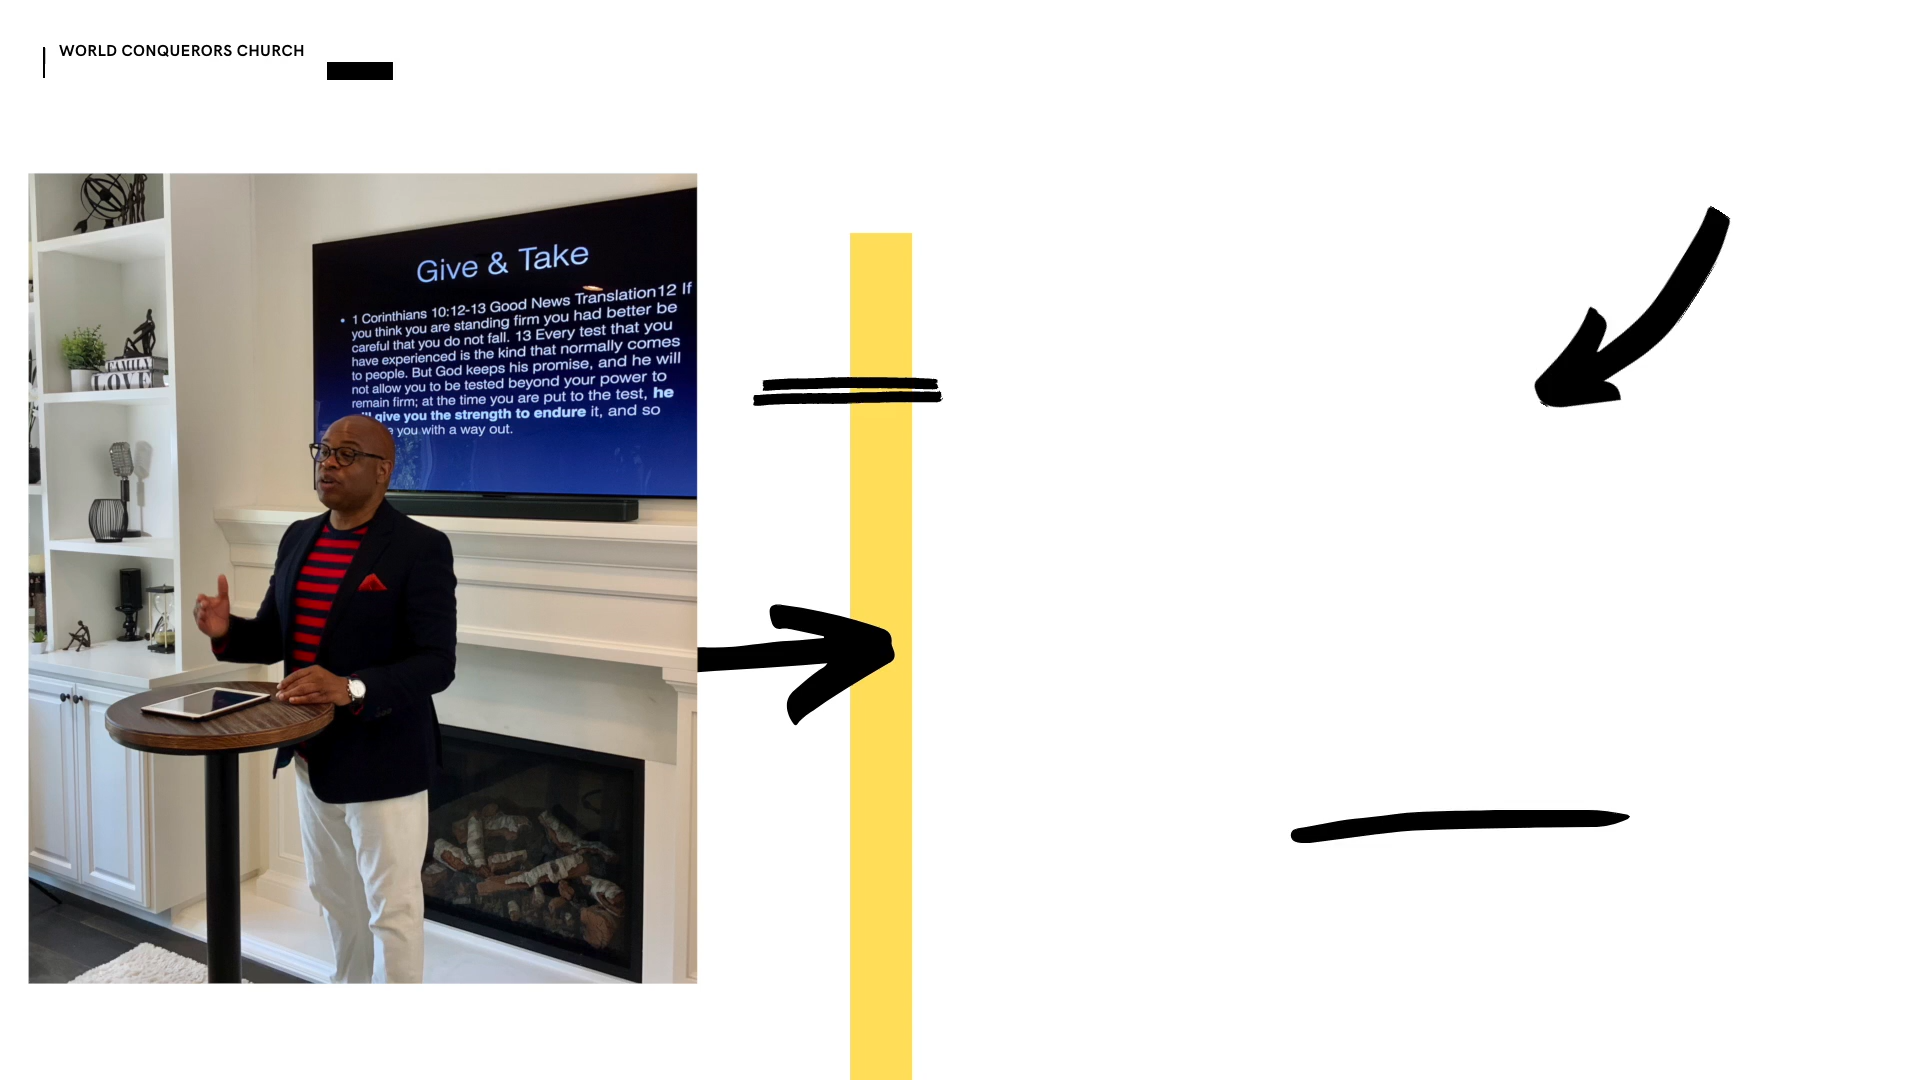 WORLD CONQUERORS CHURCH
Give & Take
• 1 Corinthians 10:12-13 Good News Translation12 If
you think you are standing firm you had better be
careful that you do not fall. 13 Every test that you
have experienced is the kind that normally comes
to people. But God keeps his promise, and he will
not allow you to be tested beyond your power to
remain firm; at the time you are put to the test, he
give you the strength to endure it, and so
you with a way out.
FAMILY
LOVE